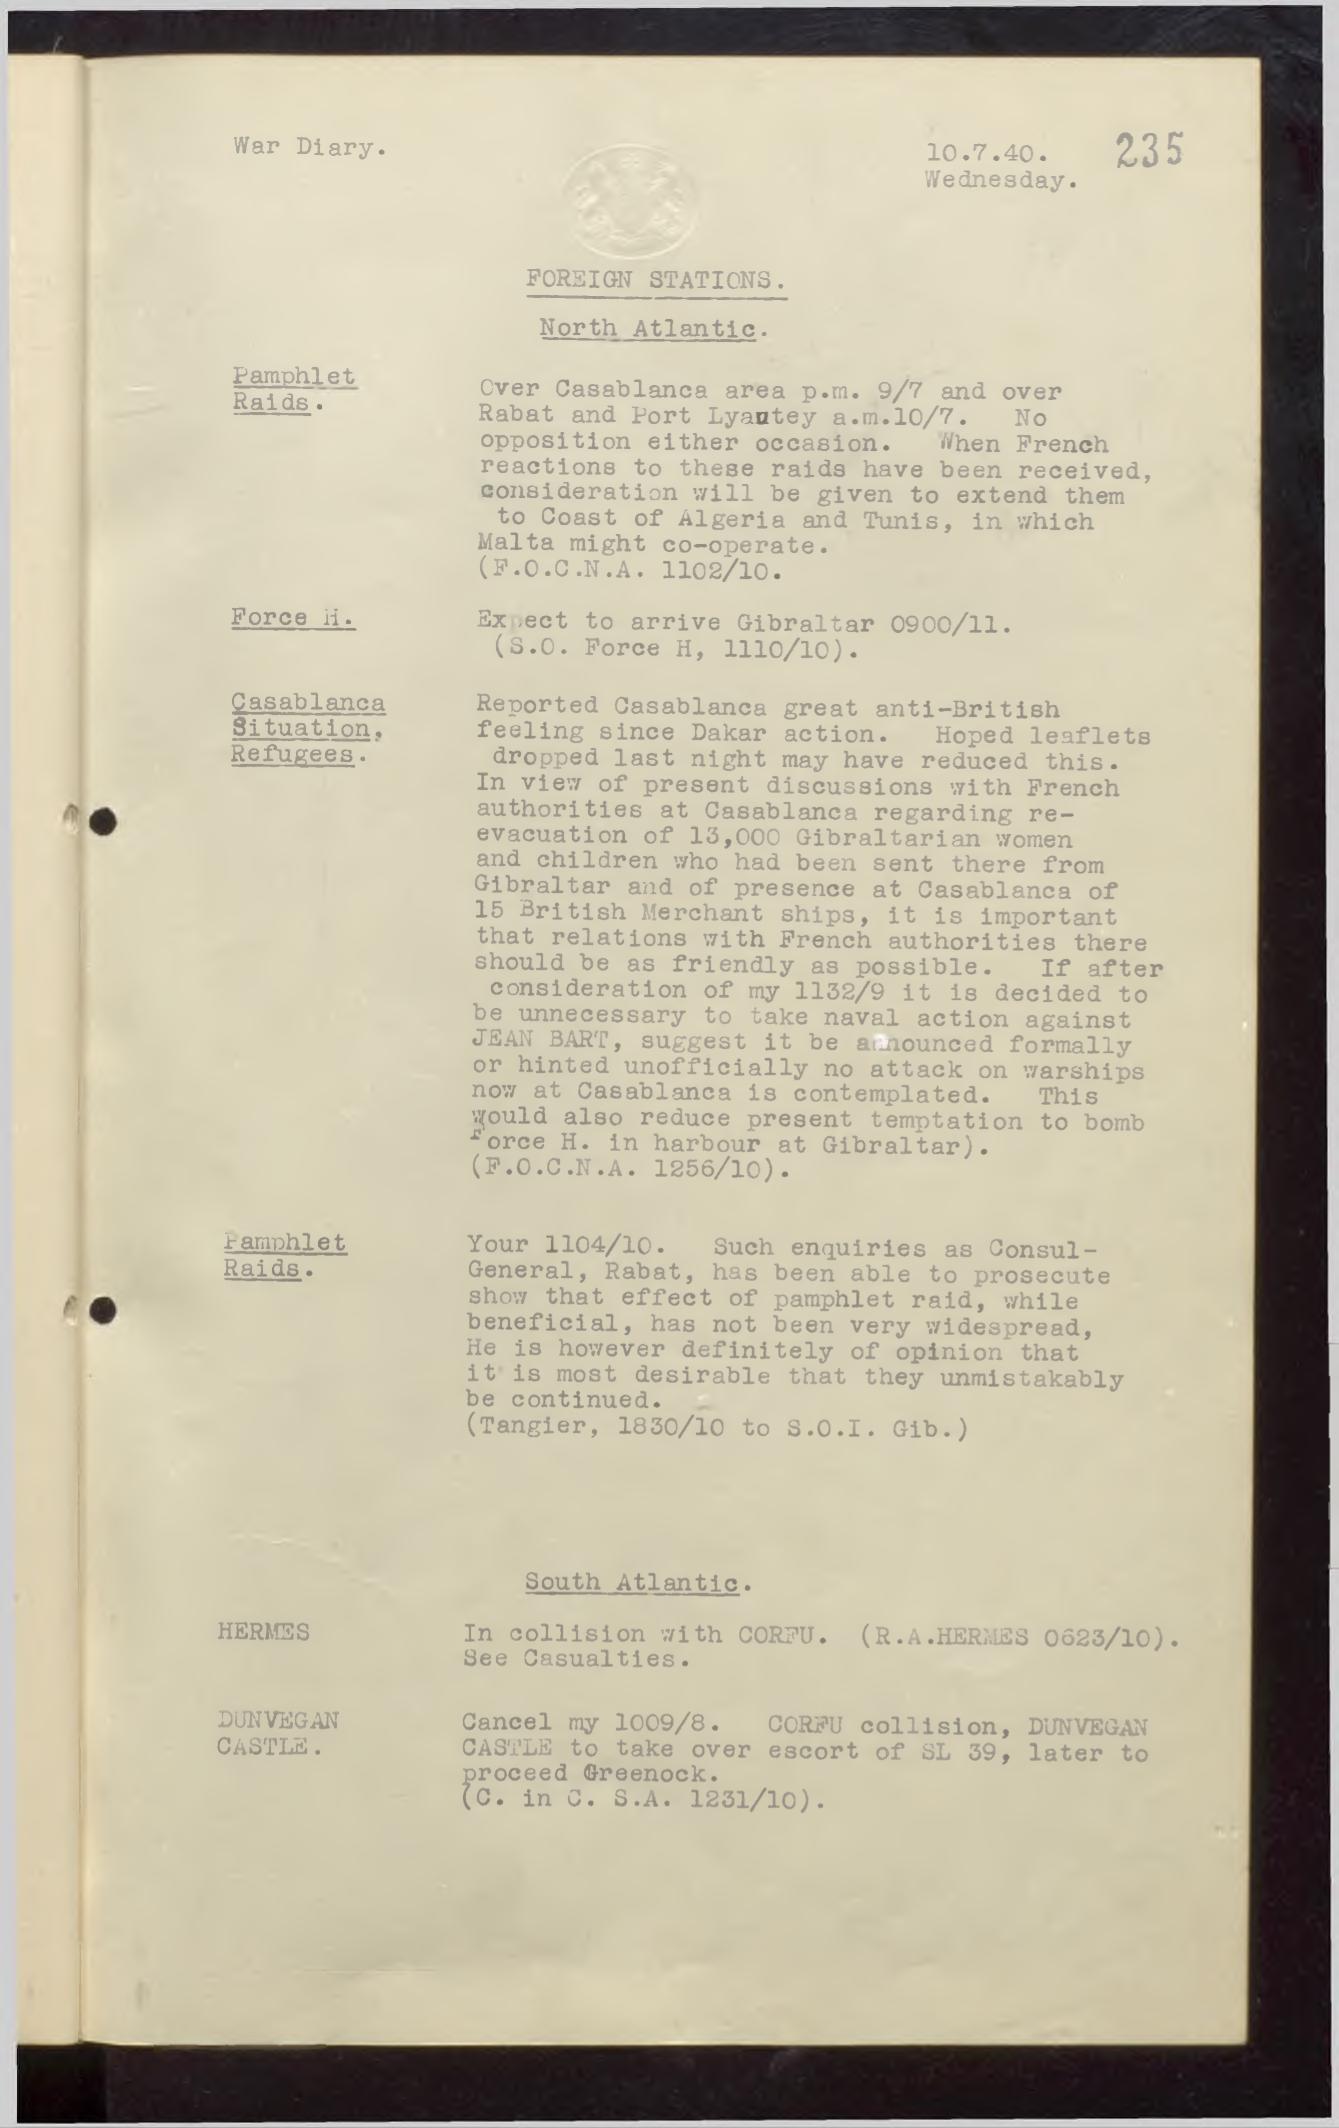 War Diary.
10.7.40.
Wednesday.
235
FOREIGN STATIONS.
North Atlantic.
Pamphlet
Raids.
Over Casablanca area p.m. 9/7 and over
Rabat and Port Lyautey a.m.10/7. No
opposition either occasion. When French
reactions to these raids have been received,
consideration will be given to extend them
to Coast of Algeria and Tunis, in which
Malta might co-operate.
(F.O.C.N.A. 1102/10.
Force H.
Expect to arrive Gibraltar 0900/11.
(S.O. Force H, 1110/10).
Casablanca
Situation,
Refugees.
Reported Casablanca great anti-British
feeling since Dakar action. Hoped leaflets
dropped last night may have reduced this.
In view of present discussions with French
authorities at Casablanca regarding re-
evacuation of 13,000 Gibraltarian women
and children who had been sent there from
Gibraltar and of presence at Casablanca of
15 British Merchant ships, it is important
that relations with French authorities there
should be as friendly as possible. If after
consideration of my 1132/9 it is decided to
be unnecessary to take naval action against
JEAN BART, suggest it be announced formally
or hinted unofficially no attack on warships
now at Casablanca is contemplated. This
would also reduce present temptation to bomb
Force H. in harbour at Gibraltar).
(F.O.C.N.A. 1256/10).
Pamphlet
Raids.
Your 1104/10. Such enquiries as Consul-
General, Rabat, has been able to prosecute
show that effect of pamphlet raid, while
beneficial, has not been very widespread,
He is however definitely of opinion that
it is most desirable that they unmistakably
be continued.
(Tangier, 1830/10 to S.O.I. Gib.)
South Atlantic.
HERMES
In collision with CORFU. (R.A.HERMES 0623/10).
See Casualties.
DUNVEGAN
CASTLE.
Cancel my 1009/8. CORFU collision, DUNVEGAN
CASTLE to take over escort of SL 39, later to
proceed Greenock.
(C. in C. S.A. 1231/10).